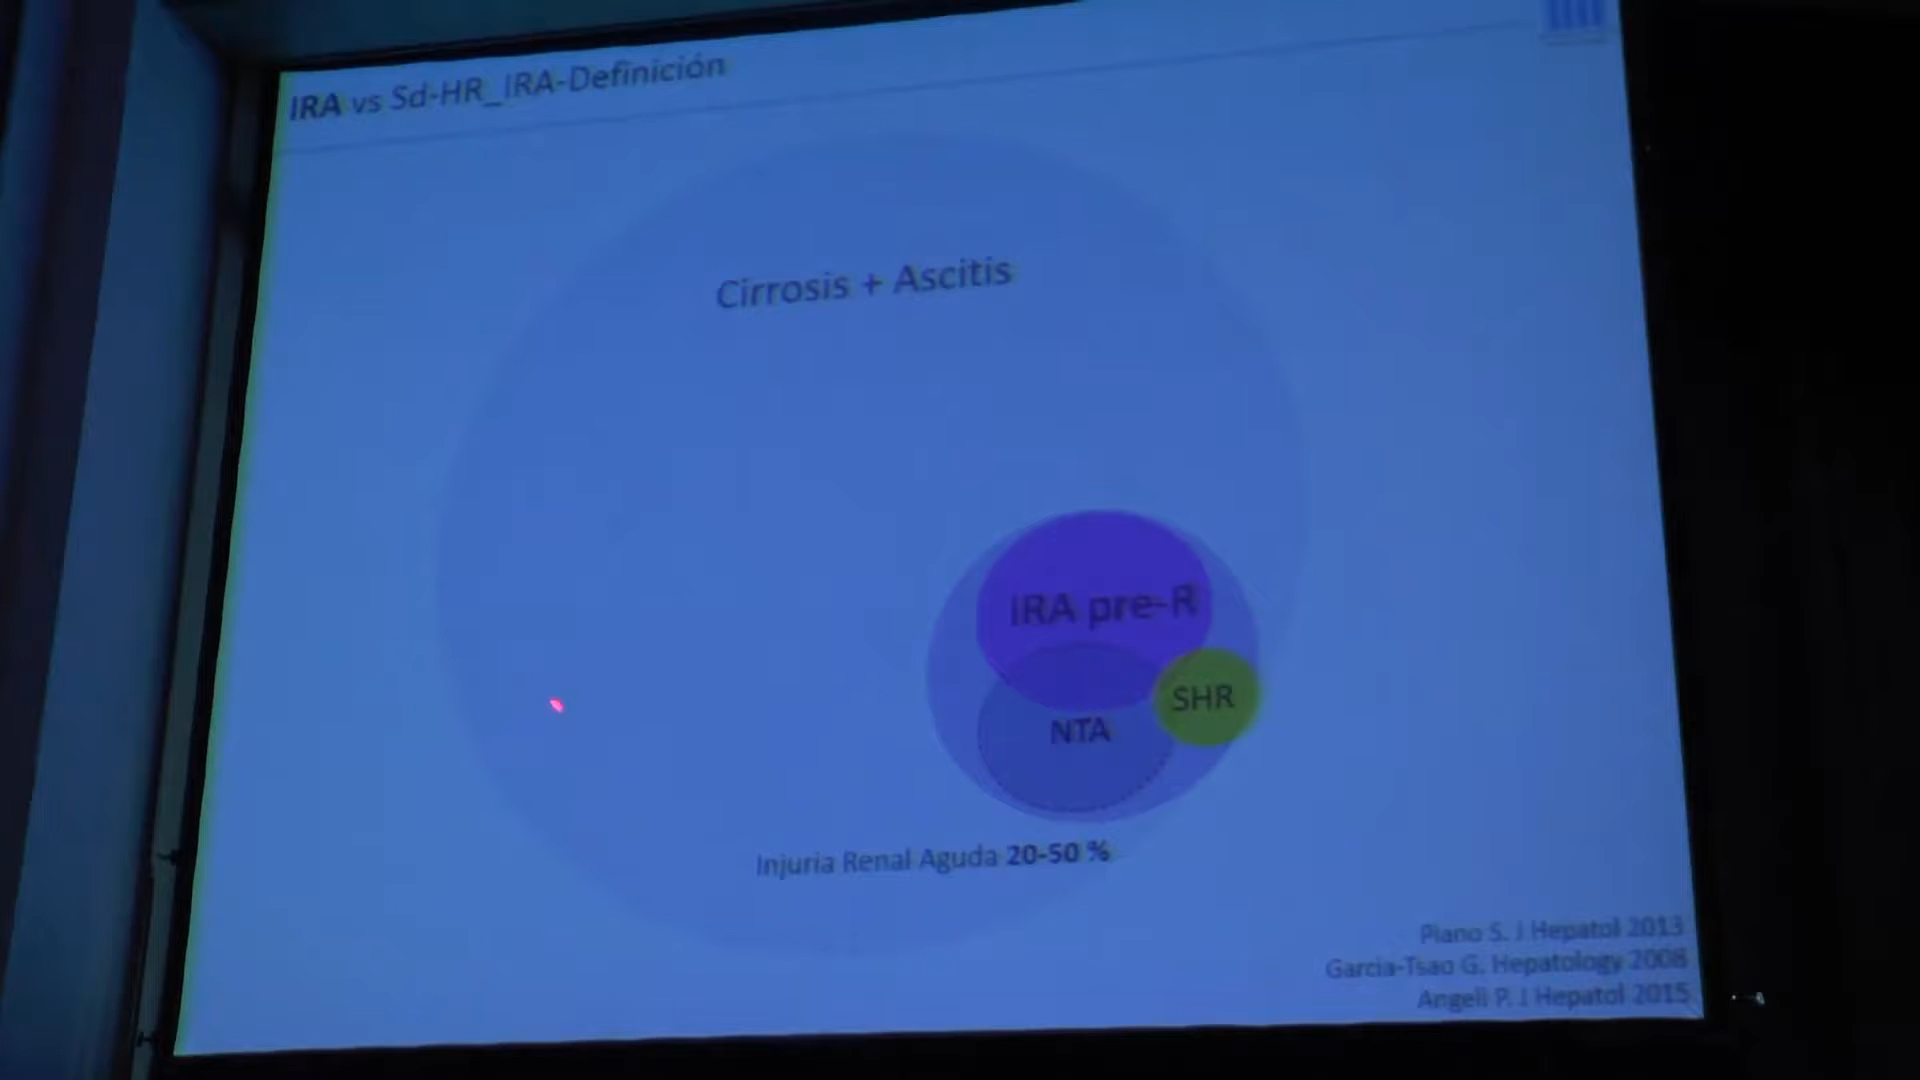 IRA vs Sd-HR_IRA-Definición
Cirrosis + Ascitis
IRA pre-R
SHR
NTA
Injuria Renal Aguda 20-50 %
Piano S. J Hepatol 2013
Garcia-Tsao G. Hepatology 2008
Angeli P. J Hepatol 2015